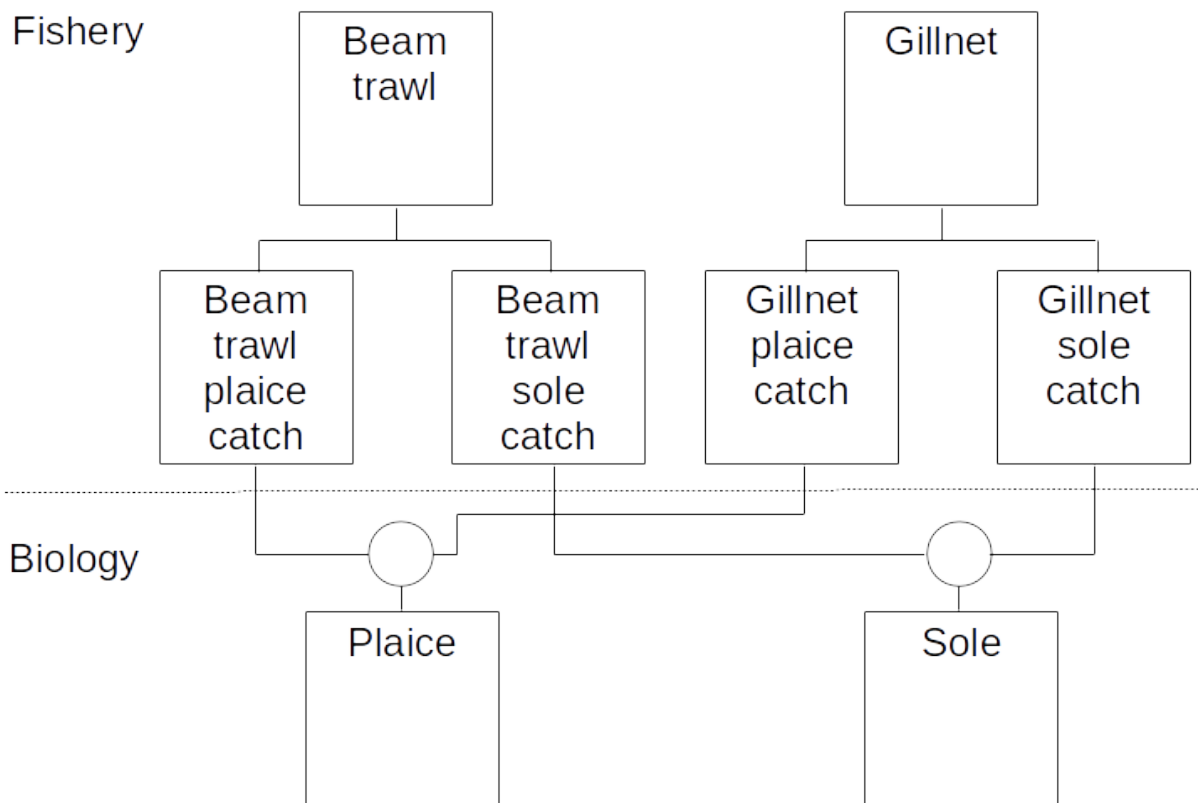 Fishery
Beam
trawl
Gillnet
Beam
trawl
plaice
catch
Beam
trawl
sole
catch
Gillnet
plaice
catch
Gillnet
sole
catch
Biology
Plaice
Sole